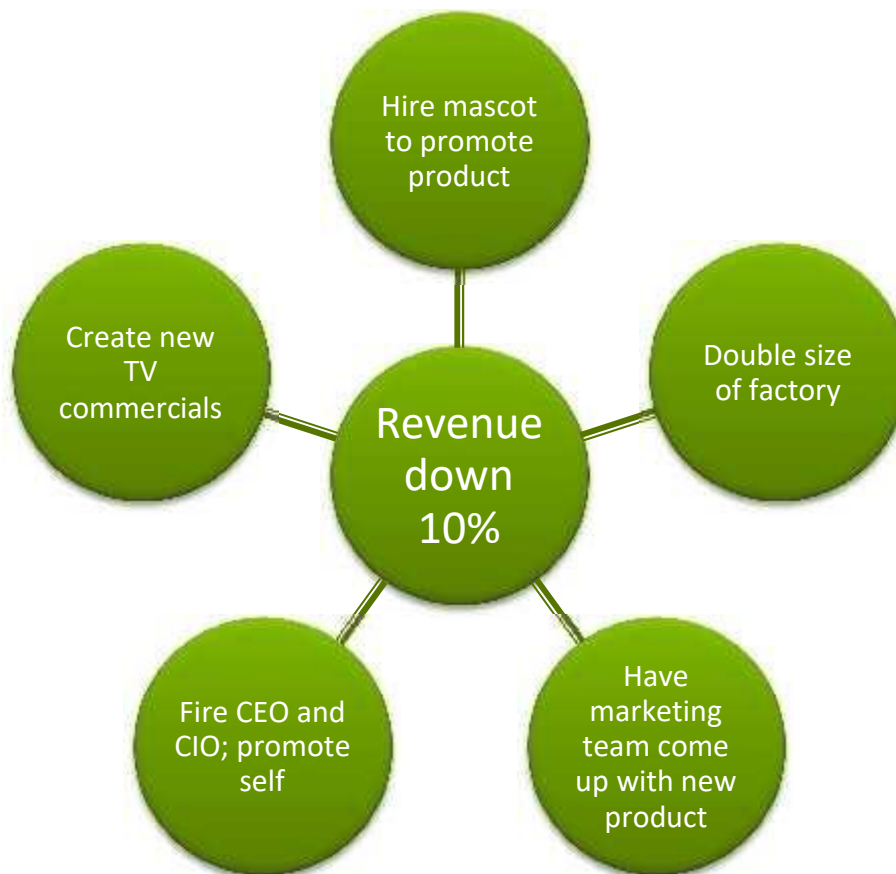 Hire mascot
to promote
product
Create new
TV
commercials
Double size
of factory
Revenue
down
10%
Fire CEO and
CIO; promote
self
Have
marketing
team come
up with new
product